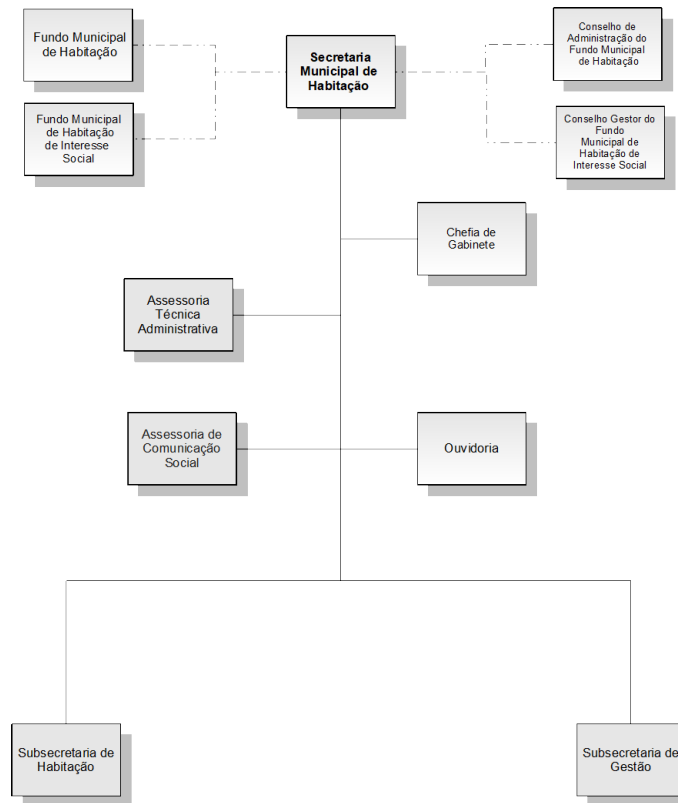 Fundo Municipal
de Habitação
Secretaria
Municipal de
Habitação
Conselho de
Administração do
Fundo Municipal
de Habitação
Fundo Municipal
de Habitação
de Interesse
Social
Conselho Gestor do
Fundo
Municipal de
Habitação de
Interesse Social
Chefia de
Gabinete
Assessoria
Técnica
Administrativa
Assessoria de
Comunicação
Social
Ouvidoria
Subsecretaria de
Habitação
Subsecretaria de
Gestão